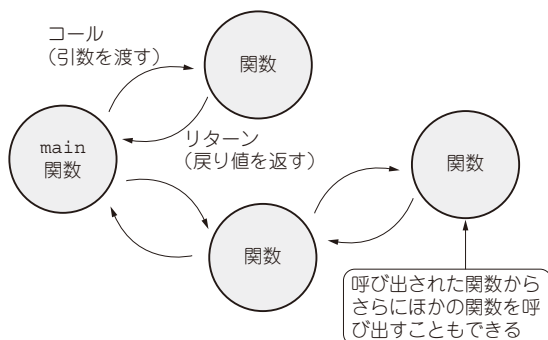 コール
（引数を渡す）
関数
main
関数
リターン
（戻り値を返す）
関数
関数
呼び出された関数から
さらにほかの関数を呼
び出すこともできる